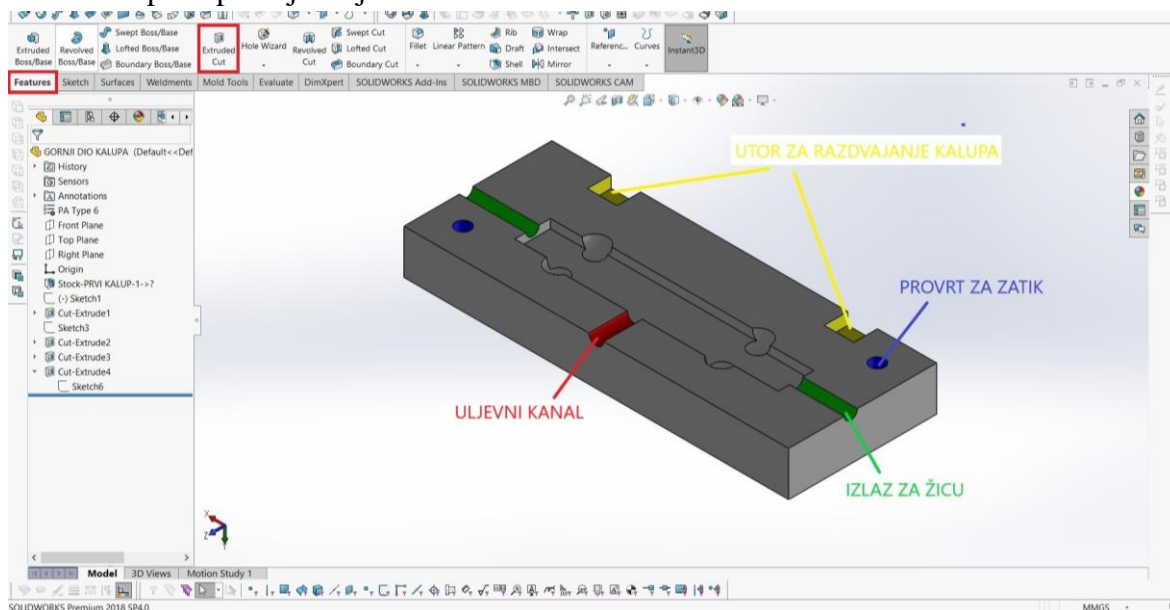 Extruded Boss/Base
Revolved Boss/Base
Swept Boss/Base
Lofted Boss/Base
Boundary Boss/Base
Extruded Cut
Hole Wizard
Revolved Cut
Swept Cut
Lofted Cut
Boundary Cut
Fillet
Linear Pattern
Rib
Draft
Shell
Wrap
Intersect
Mirror
Referenc...
Curves
Instant3D
Features Sketch Surfaces Weldments Mold Tools Evaluate DimXpert SOLIDWORKS Add-Ins SOLIDWORKS MBD SOLIDWORKS CAM
GORNJI DIO KALUPA (Default<<Def
History
Sensors
Annotations
PA Type 6
Front Plane
Top Plane
Right Plane
Origin
Stock-PRVI KALUP-1->?
(-) Sketch1
Cut-Extrude1
Sketch3
Cut-Extrude2
Cut-Extrude3
Cut-Extrude4
Sketch6
UTOR ZA RAZDVAJANJE KALUPA
PROVRT ZA ZATIK
ULJEVNI KANAL
IZLAZ ZA ŽICU
X
Z
Model 3D Views Motion Study 1
SOLIDWORKS Premium 2018 SP4.0
MMGS